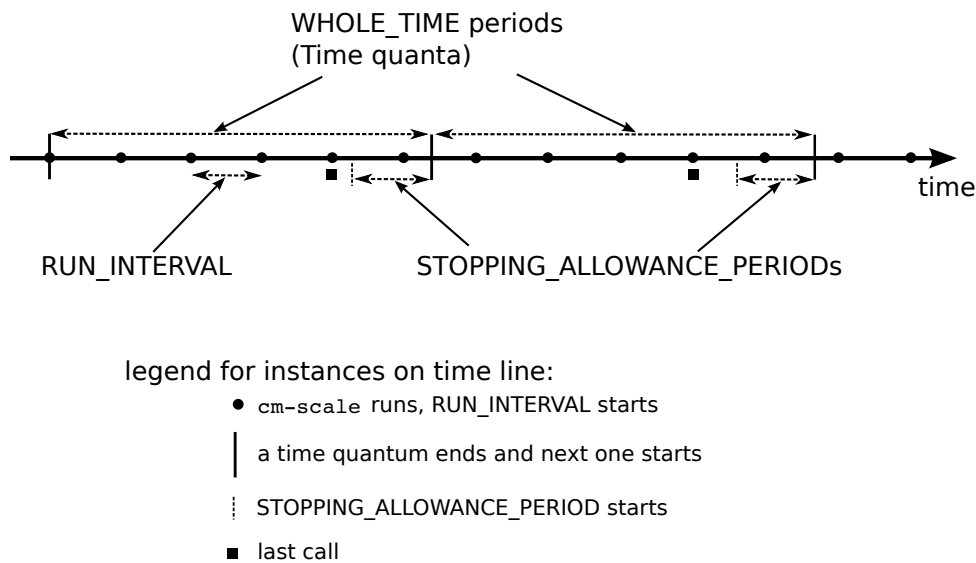 WHOLE_TIME periods
(Time quanta)
time
RUN_INTERVAL
STOPPING_ALLOWANCE_PERIODs
legend for instances on time line:
cm-scale runs, RUN_INTERVAL starts
a time quantum ends and next one starts
STOPPING_ALLOWANCE_PERIOD starts
last call